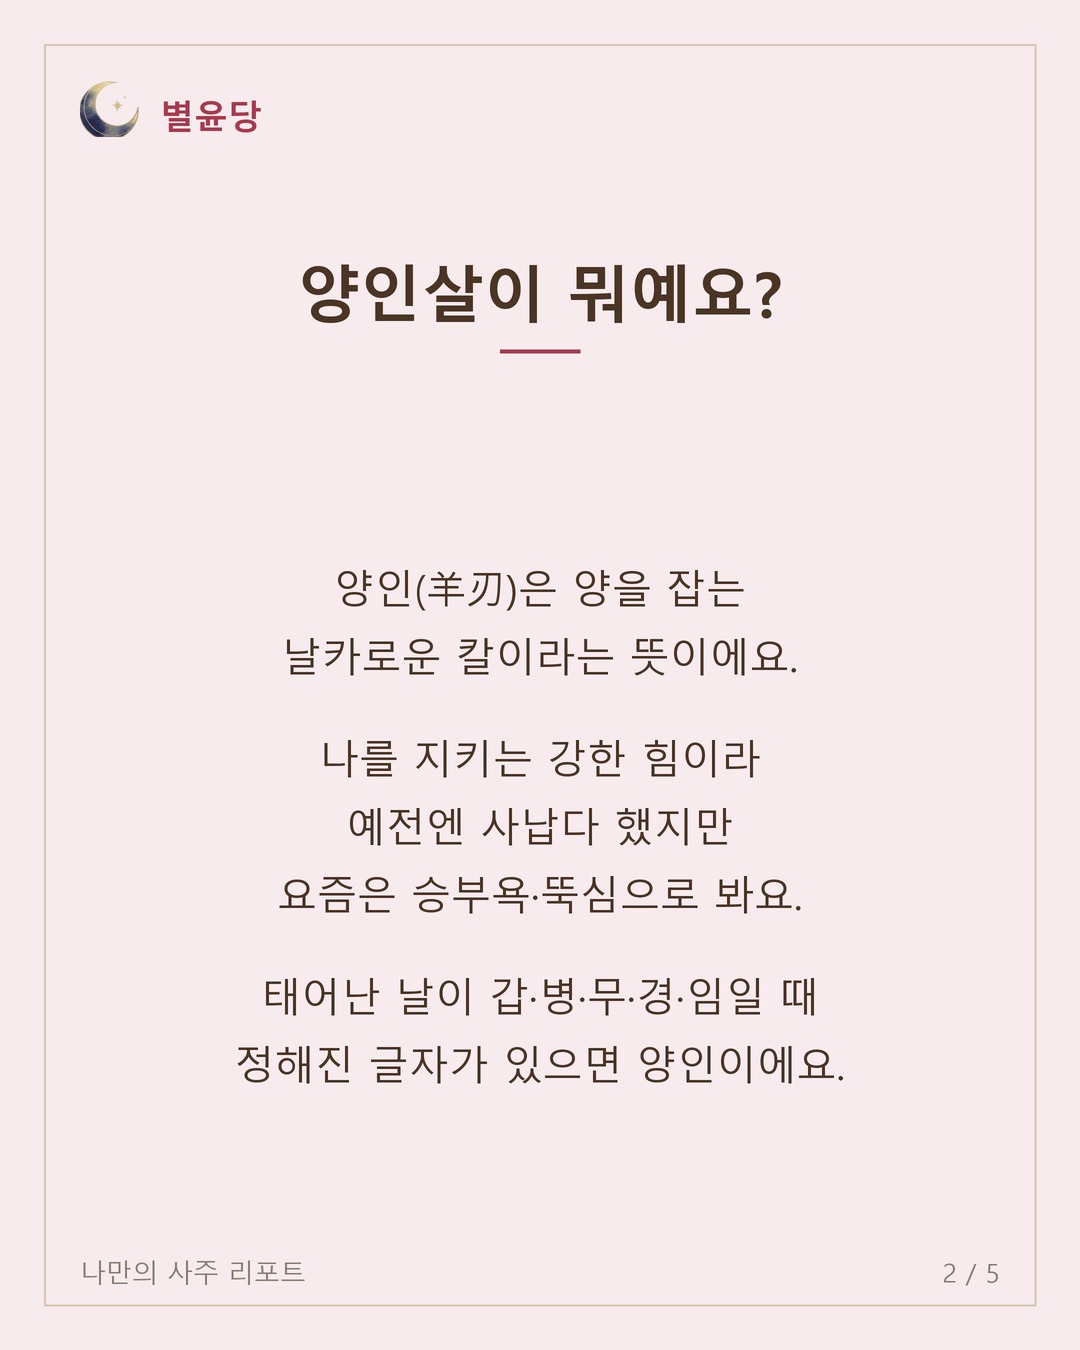 별윤당
양인살이 뭐예요?
양인(羊刃)은 양을 잡는
날카로운 칼이라는 뜻이에요.
나를 지키는 강한 힘이라
예전엔 사납다 했지만
요즘은 승부욕·뚝심으로 봐요.
태어난 날이 갑·병·무·경·임일 때
정해진 글자가 있으면 양인이에요.
나만의 사주 리포트
2 / 5